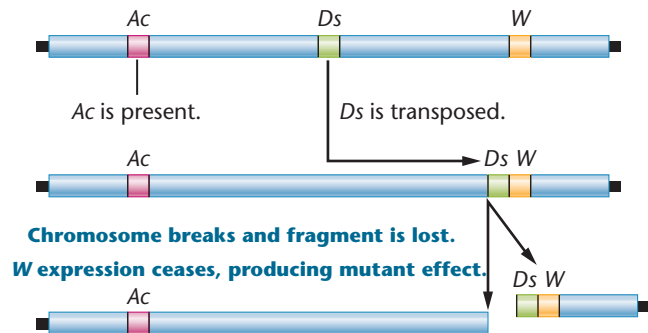 Ac Ds W
Ac is present. Ds is transposed.
Ac Ds W
Chromosome breaks and fragment is lost.
W expression ceases, producing mutant effect.
Ds W
Ac